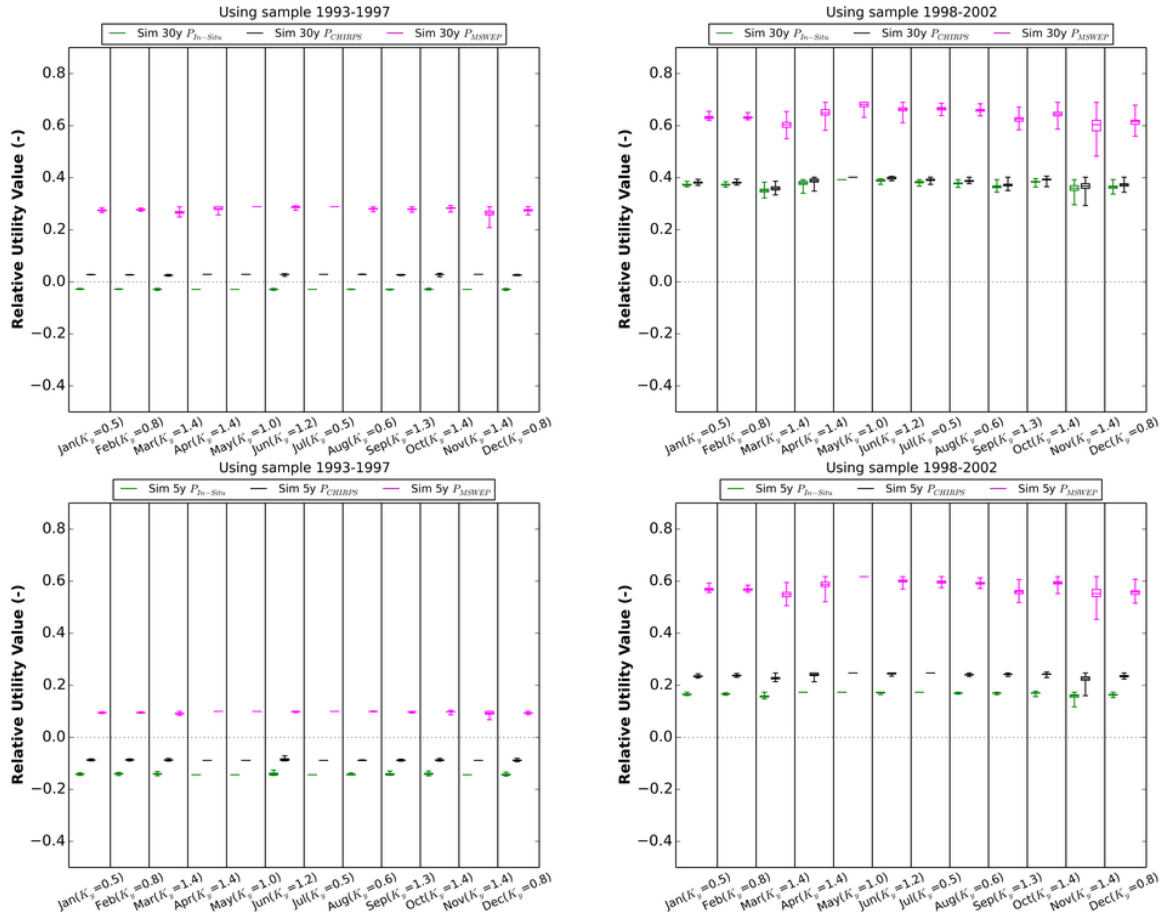 Using sample 1993-1997
Sim 30y P_In-Situ Sim 30y P_CHIRPS Sim 30y P_MSWEP
Relative Utility Value (-)
0.8
0.6
0.4
0.2
0.0
−0.2
−0.4
Jan(K_y=0.5) Feb(K_y=0.8) Mar(K_y=1.4) Apr(K_y=1.4) May(K_y=1.0) Jun(K_y=1.2) Jul(K_y=0.5) Aug(K_y=0.6) Sep(K_y=1.3) Oct(K_y=1.4) Nov(K_y=1.4) Dec(K_y=0.8)
Using sample 1998-2002
Sim 30y P_In-Situ Sim 30y P_CHIRPS Sim 30y P_MSWEP
Relative Utility Value (-)
0.8
0.6
0.4
0.2
0.0
−0.2
−0.4
Jan(K_y=0.5) Feb(K_y=0.8) Mar(K_y=1.4) Apr(K_y=1.4) May(K_y=1.0) Jun(K_y=1.2) Jul(K_y=0.5) Aug(K_y=0.6) Sep(K_y=1.3) Oct(K_y=1.4) Nov(K_y=1.4) Dec(K_y=0.8)
Using sample 1993-1997
Sim 5y P_In-Situ Sim 5y P_CHIRPS Sim 5y P_MSWEP
Relative Utility Value (-)
0.8
0.6
0.4
0.2
0.0
−0.2
−0.4
Jan(K_y=0.5) Feb(K_y=0.8) Mar(K_y=1.4) Apr(K_y=1.4) May(K_y=1.0) Jun(K_y=1.2) Jul(K_y=0.5) Aug(K_y=0.6) Sep(K_y=1.3) Oct(K_y=1.4) Nov(K_y=1.4) Dec(K_y=0.8)
Using sample 1998-2002
Sim 5y P_In-Situ Sim 5y P_CHIRPS Sim 5y P_MSWEP
Relative Utility Value (-)
0.8
0.6
0.4
0.2
0.0
−0.2
−0.4
Jan(K_y=0.5) Feb(K_y=0.8) Mar(K_y=1.4) Apr(K_y=1.4) May(K_y=1.0) Jun(K_y=1.2) Jul(K_y=0.5) Aug(K_y=0.6) Sep(K_y=1.3) Oct(K_y=1.4) Nov(K_y=1.4) Dec(K_y=0.8)